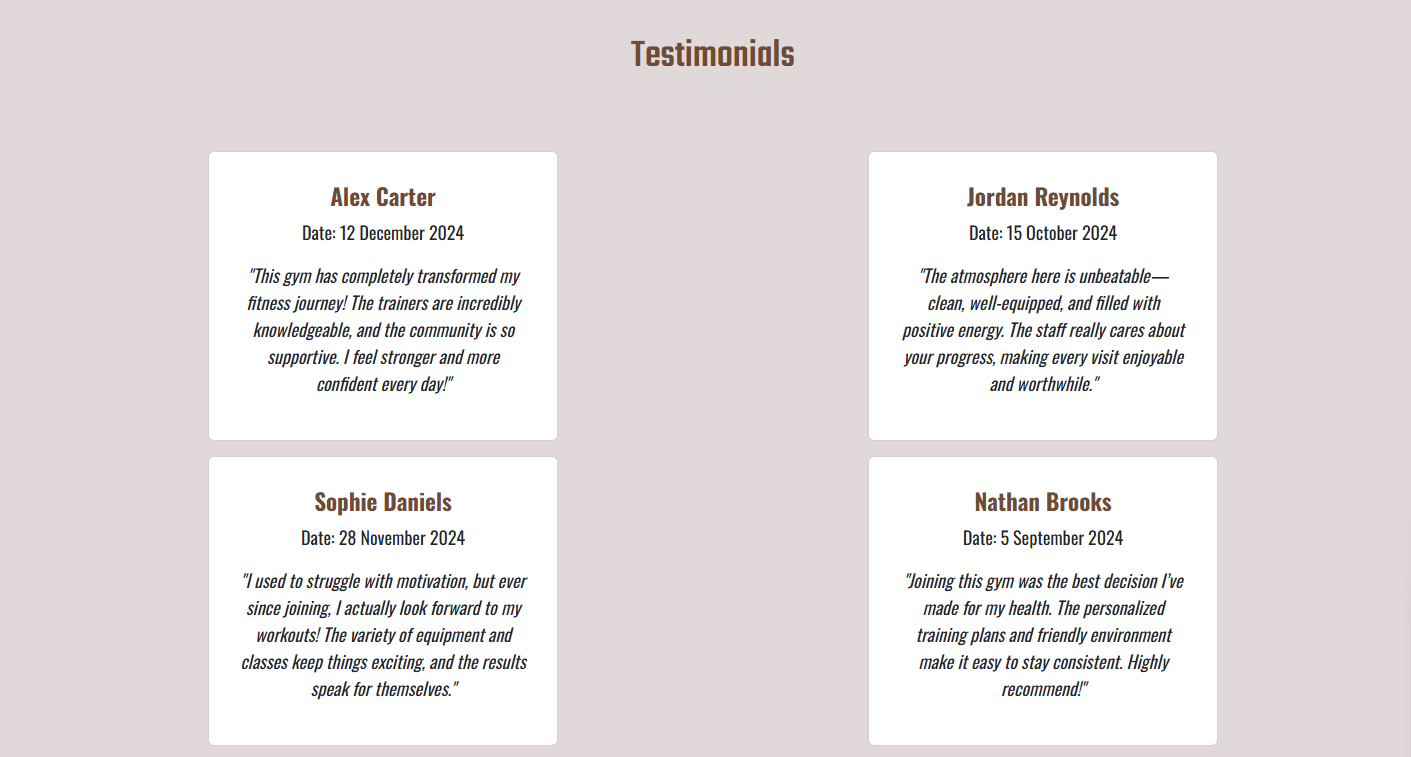 Testimonials
Alex Carter
Date: 12 December 2024
"This gym has completely transformed my
fitness journey! The trainers are incredibly
knowledgeable, and the community is so
supportive. I feel stronger and more
confident every day!"
Jordan Reynolds
Date: 15 October 2024
"The atmosphere here is unbeatable—
clean, well-equipped, and filled with
positive energy. The staff really cares about
your progress, making every visit enjoyable
and worthwhile."
Sophie Daniels
Date: 28 November 2024
"I used to struggle with motivation, but ever
since joining, I actually look forward to my
workouts! The variety of equipment and
classes keep things exciting, and the results
speak for themselves."
Nathan Brooks
Date: 5 September 2024
"Joining this gym was the best decision I’ve
made for my health. The personalized
training plans and friendly environment
make it easy to stay consistent. Highly
recommend!"